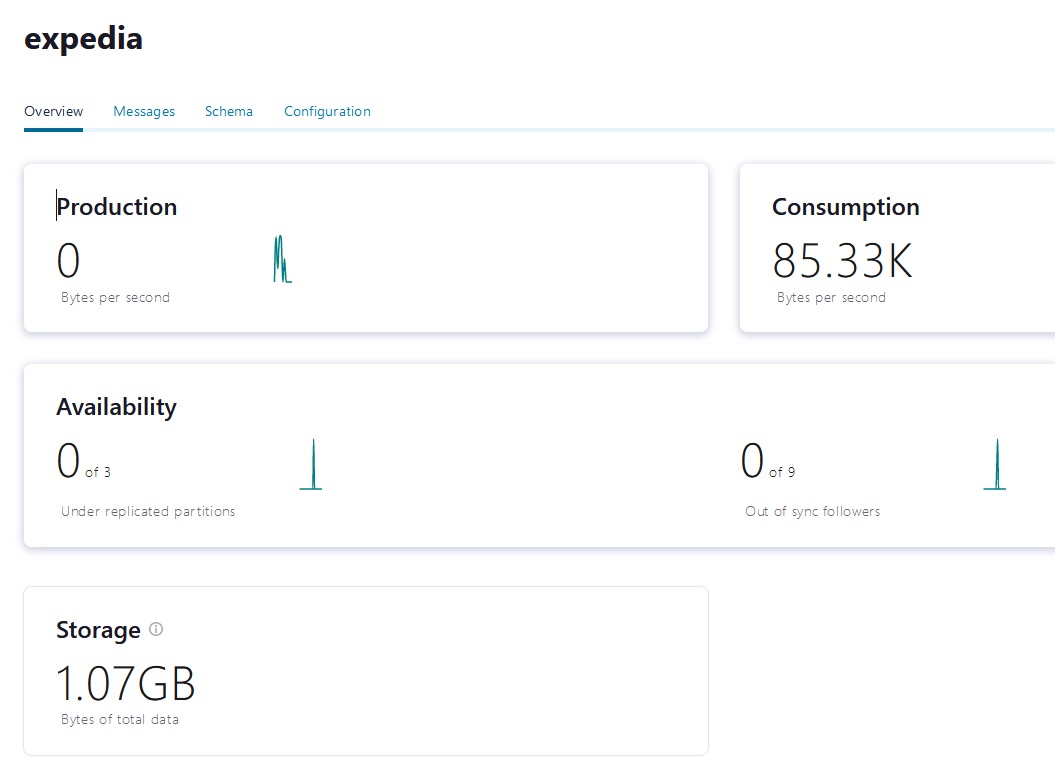 expedia
Overview Messages Schema Configuration
Production
0
Bytes per second
Consumption
85.33K
Bytes per second
Availability
0 of 3
Under replicated partitions
0 of 9
Out of sync followers
Storage
1.07GB
Bytes of total data